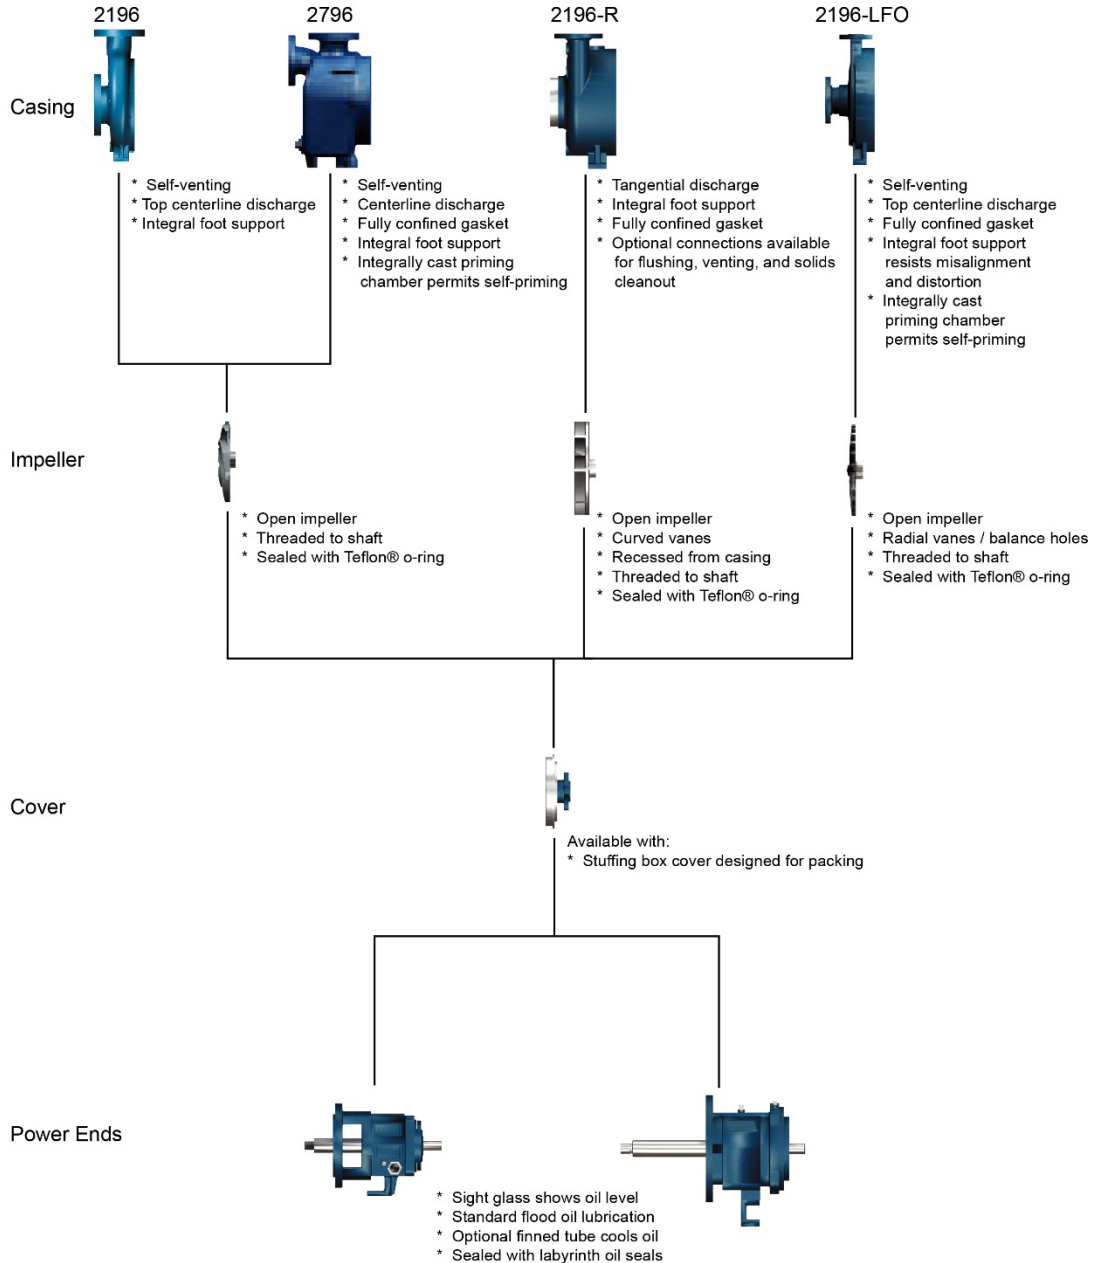 2196
2796
2196-R
2196-LFO
Casing
* Self-venting
* Top centerline discharge
* Integral foot support
* Self-venting
* Centerline discharge
* Fully confined gasket
* Integral foot support
* Integrally cast priming
chamber permits self-priming
* Tangential discharge
* Integral foot support
* Fully confined gasket
* Optional connections available
for flushing, venting, and solids
cleanout
* Self-venting
* Top centerline discharge
* Fully confined gasket
* Integral foot support
resists misalignment
and distortion
* Integrally cast
priming chamber
permits self-priming
Impeller
* Open impeller
* Threaded to shaft
* Sealed with Teflon® o-ring
* Open impeller
* Curved vanes
* Recessed from casing
* Threaded to shaft
* Sealed with Teflon® o-ring
* Open impeller
* Radial vanes / balance holes
* Threaded to shaft
* Sealed with Teflon® o-ring
Cover
Available with:
* Stuffing box cover designed for packing
Power Ends
* Sight glass shows oil level
* Standard flood oil lubrication
* Optional finned tube cools oil
* Sealed with labyrinth oil seals